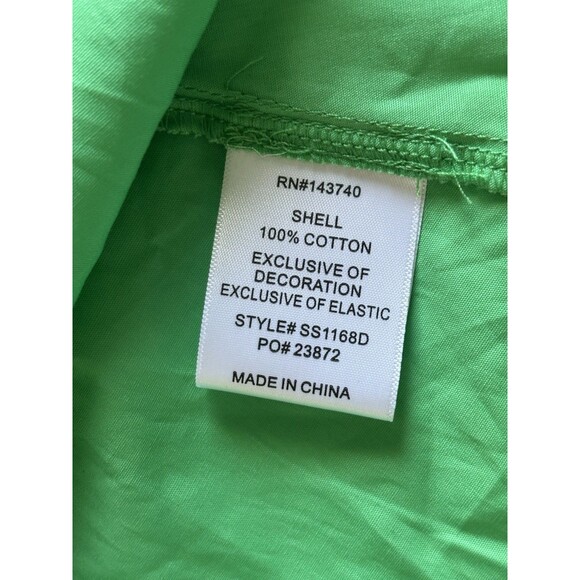 RN#143740
SHELL
100% COTTON
EXCLUSIVE OF
DECORATION
EXCLUSIVE OF ELASTIC
STYLE# SS1168D
PO# 23872
MADE IN CHINA